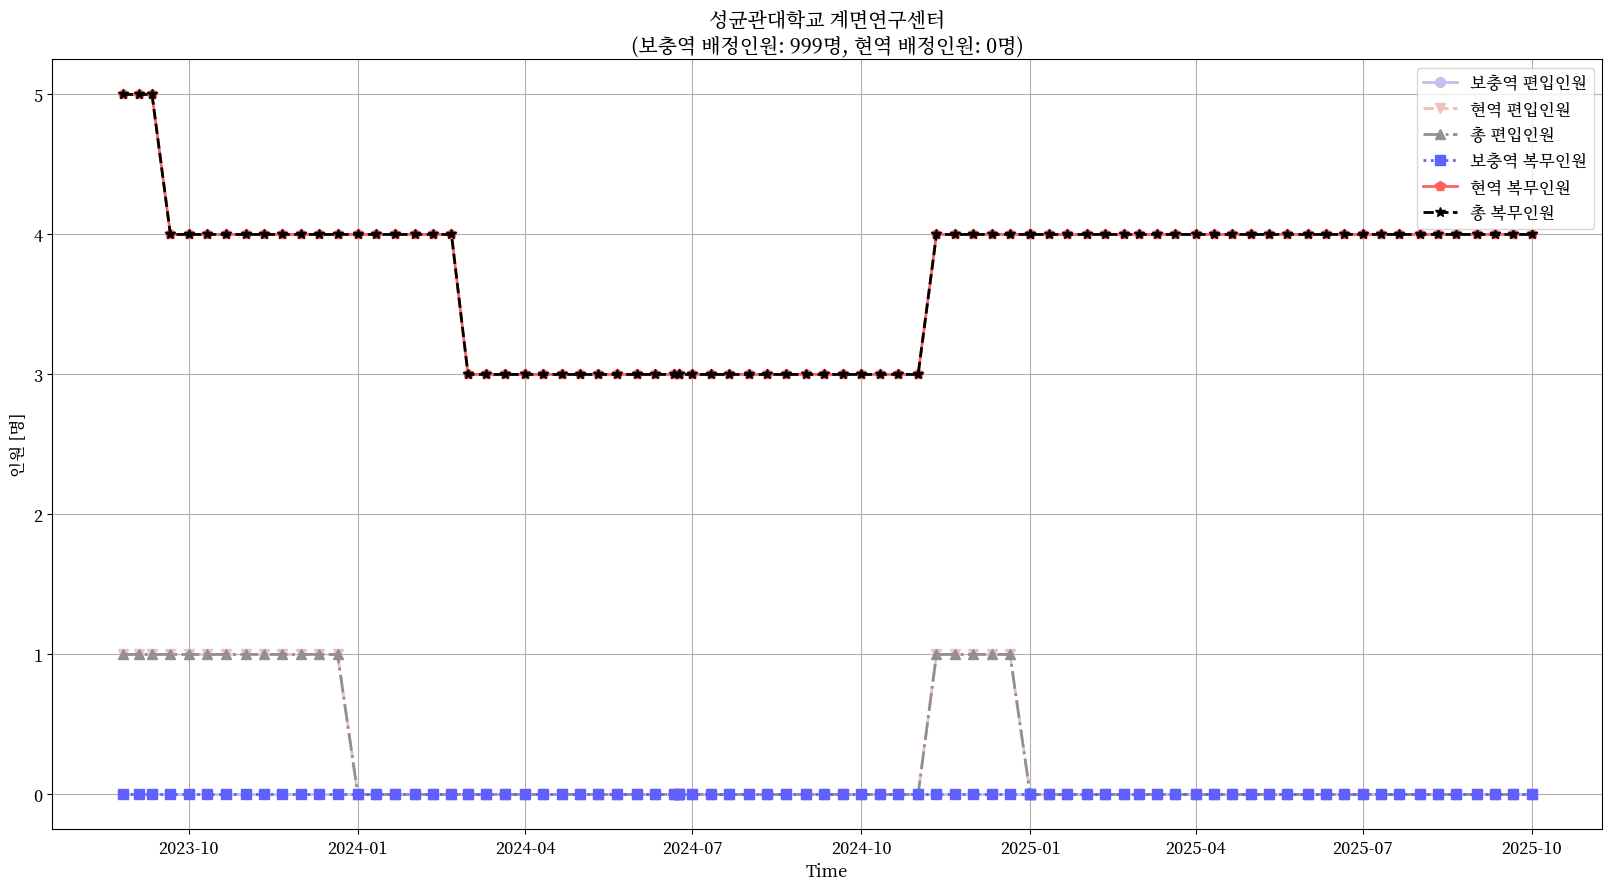 성균관대학교 계면연구센터
(보충역 배정인원: 999명, 현역 배정인원: 0명)
보충역 편입인원
현역 편입인원
총 편입인원
보충역 복무인원
현역 복무인원
총 복무인원
인원 [명]
5
4
3
2
1
0
2023-10
2024-01
2024-04
2024-07
2024-10
2025-01
2025-04
2025-07
2025-10
Time